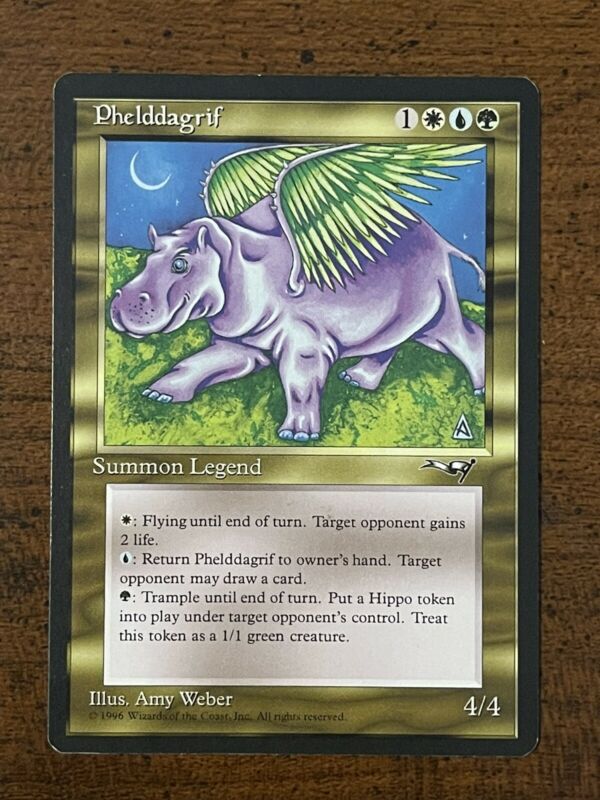 Phelddagrif 1
A
Summon Legend
: Flying until end of turn. Target opponent gains
2 life.
: Return Phelddagrif to owner's hand. Target
opponent may draw a card.
: Trample until end of turn. Put a Hippo token
into play under target opponent's control. Treat
this token as a 1/1 green creature.
Illus. Amy Weber
4/4
© 1996 Wizards of the Coast, Inc. All rights reserved.